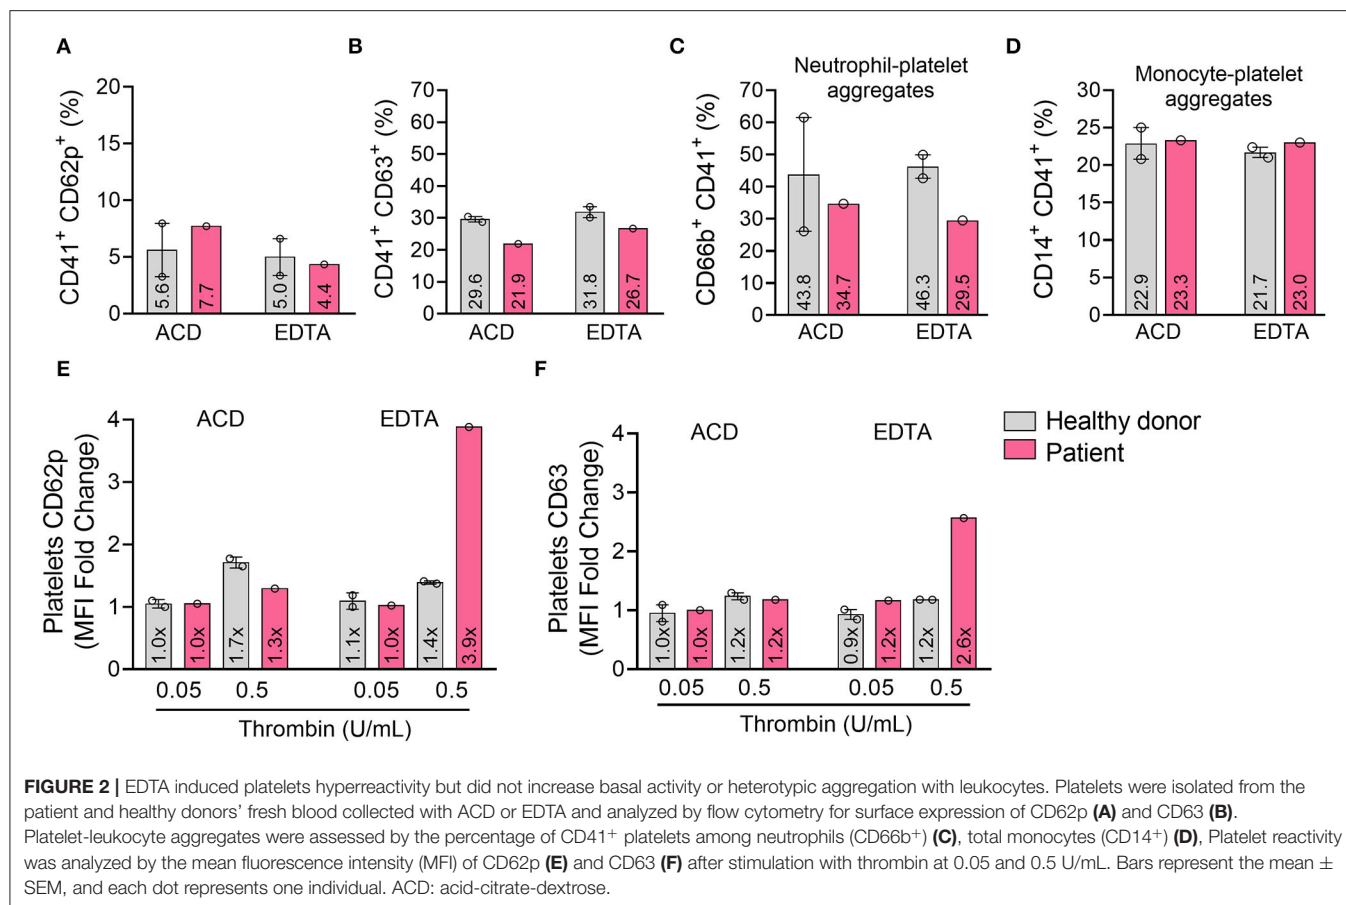 A
CD41+ CD62p+ (%)
20
15
10
5
0
5.6
7.7
5.0
4.4
ACD
EDTA
B
CD41+ CD63+ (%)
70
60
50
40
30
20
10
0
29.6
21.9
31.8
26.7
ACD
EDTA
C
Neutrophil-platelet
aggregates
CD66b+ CD41+ (%)
70
60
50
40
30
20
10
0
43.8
34.7
46.3
29.5
ACD
EDTA
D
Monocyte-platelet
aggregates
CD14+ CD41+ (%)
30
25
20
15
10
5
0
22.9
23.3
21.7
23.0
ACD
EDTA
E
Platelets CD62p
(MFI Fold Change)
4
3
2
1
0
ACD
EDTA
1.0x
1.0x
1.7x
1.3x
1.1x
1.0x
1.4x
3.9x
0.05
0.5
0.05
0.5
Thrombin (U/mL)
F
Platelets CD63
(MFI Fold Change)
4
3
2
1
0
ACD
EDTA
1.0x
1.0x
1.2x
1.2x
0.9x
1.2x
1.2x
2.6x
0.05
0.5
0.05
0.5
Thrombin (U/mL)
Healthy donor
Patient
FIGURE 2 | EDTA induced platelets hyperreactivity but did not increase basal activity or heterotypic aggregation with leukocytes. Platelets were isolated from the
patient and healthy donors' fresh blood collected with ACD or EDTA and analyzed by flow cytometry for surface expression of CD62p (A) and CD63 (B).
Platelet-leukocyte aggregates were assessed by the percentage of CD41+ platelets among neutrophils (CD66b+) (C), total monocytes (CD14+) (D), Platelet reactivity
was analyzed by the mean fluorescence intensity (MFI) of CD62p (E) and CD63 (F) after stimulation with thrombin at 0.05 and 0.5 U/mL. Bars represent the mean ±
SEM, and each dot represents one individual. ACD: acid-citrate-dextrose.